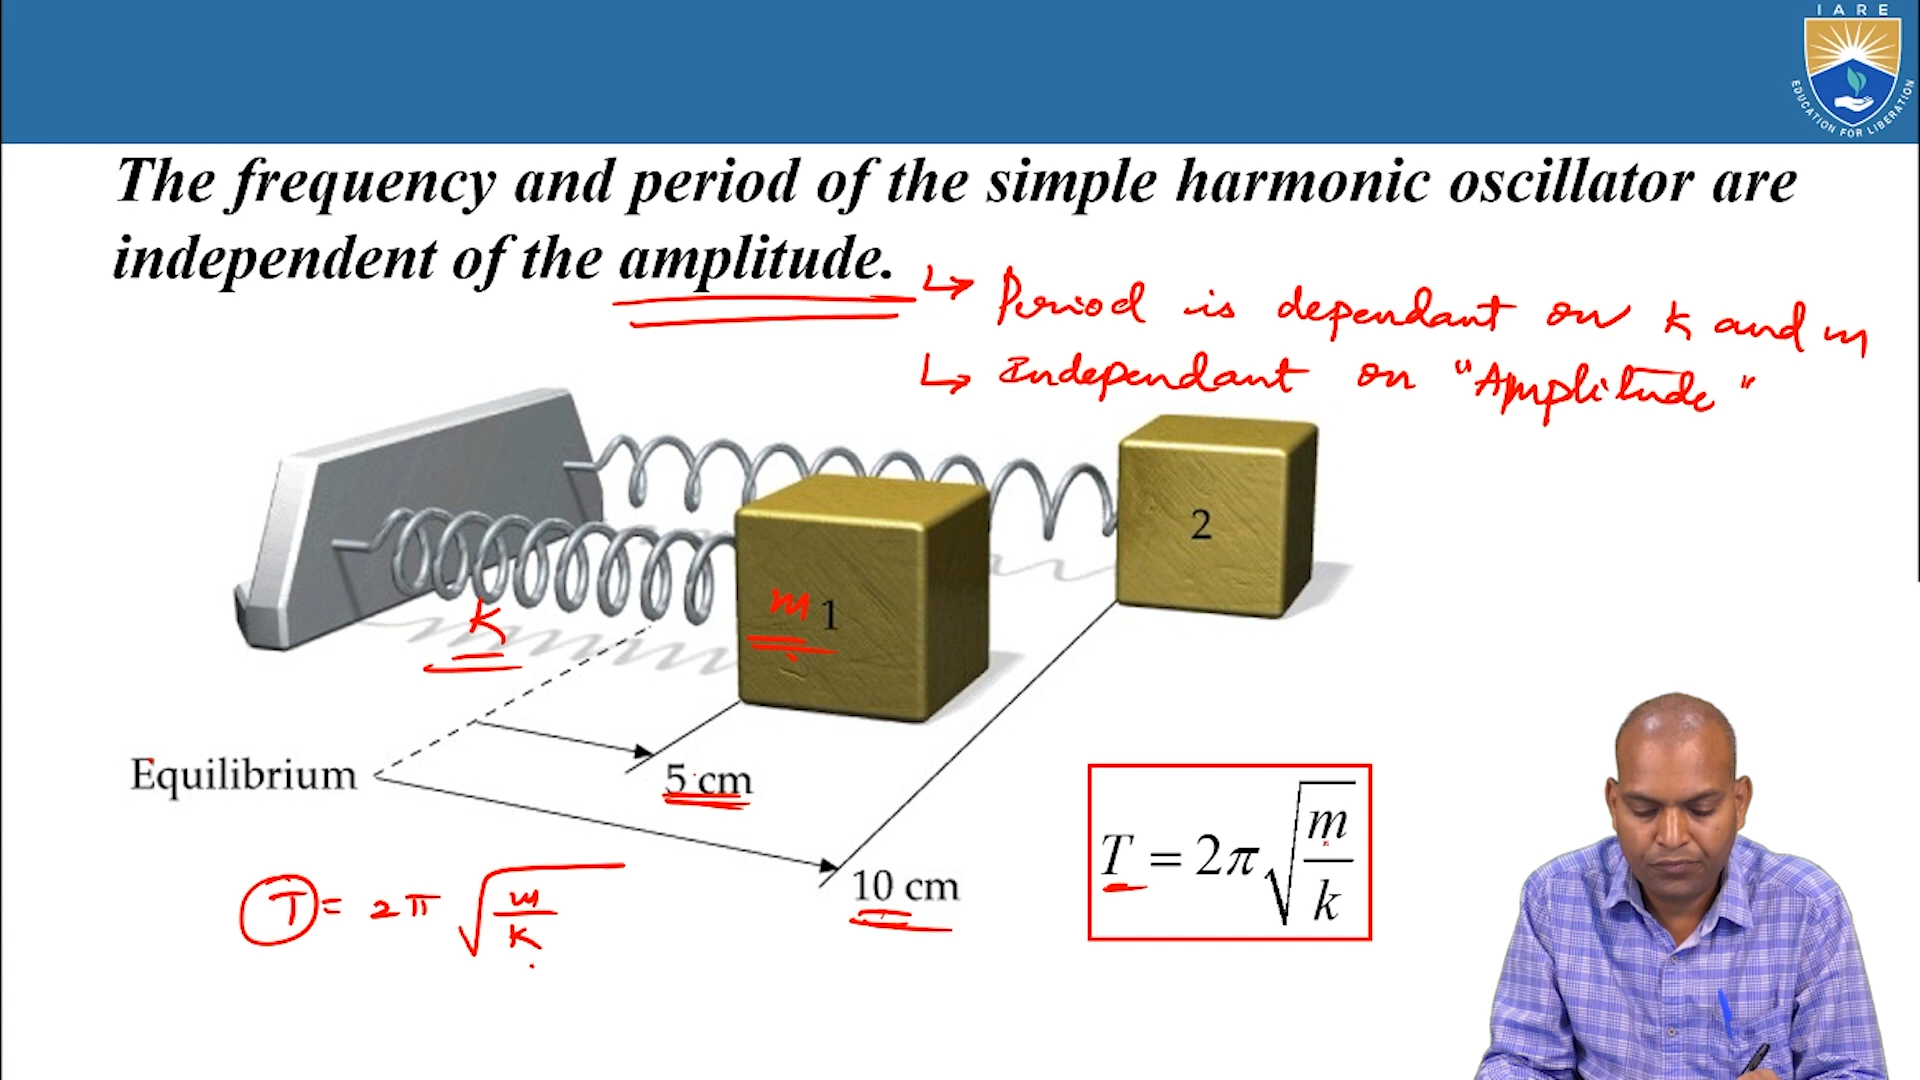 IARE
EDUCATION FOR LIBERATION
The frequency and period of the simple harmonic oscillator are
independent of the amplitude.
↳ Period is dependant on k and m
↳ Independant on "Amplitude"
2
m 1
k
Equilibrium
5 cm
10 cm
T = 2π √m/k
T = 2π √m/k